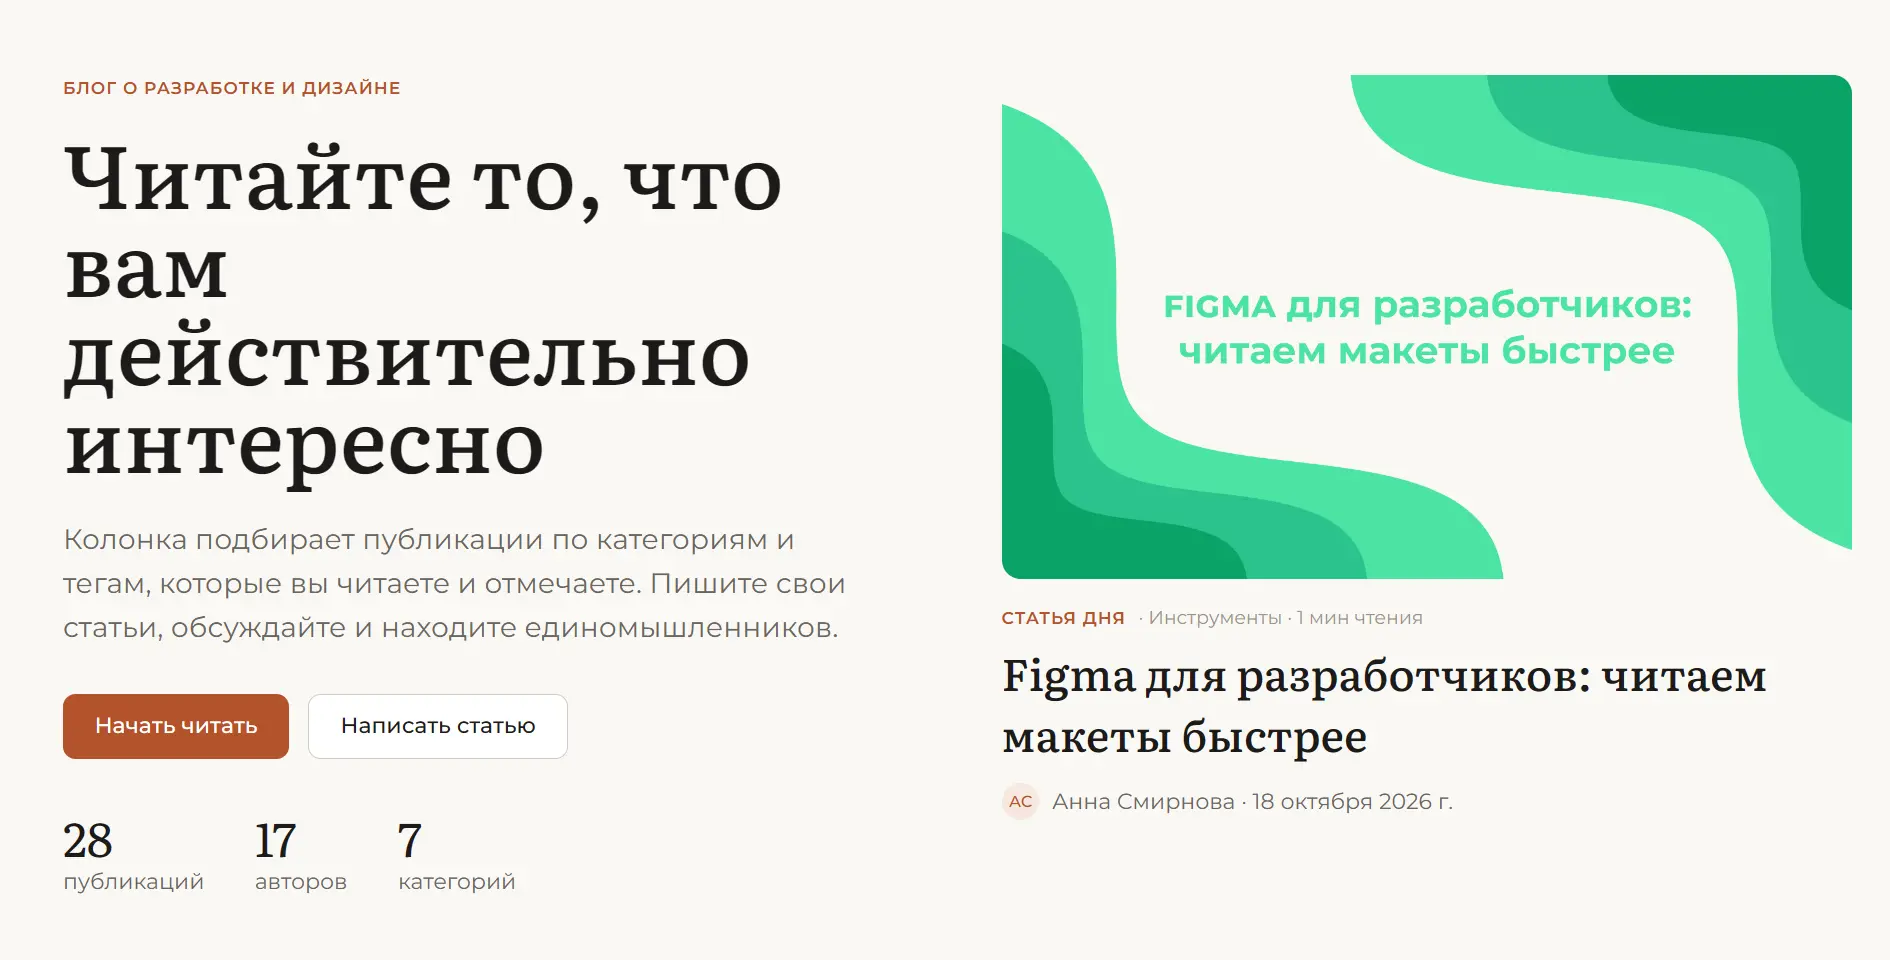 БЛОГ О РАЗРАБОТКЕ И ДИЗАЙНЕ
Читайте то, что
вам
действительно
интересно
Колонка подбирает публикации по категориям и
тегам, которые вы читаете и отмечаете. Пишите свои
статьи, обсуждайте и находите единомышленников.
Начать читать
Написать статью
28
публикаций
17
авторов
7
категорий
FIGMA для разработчиков:
читаем макеты быстрее
СТАТЬЯ ДНЯ · Инструменты · 1 мин чтения
Figma для разработчиков: читаем
макеты быстрее
АС Анна Смирнова · 18 октября 2026 г.